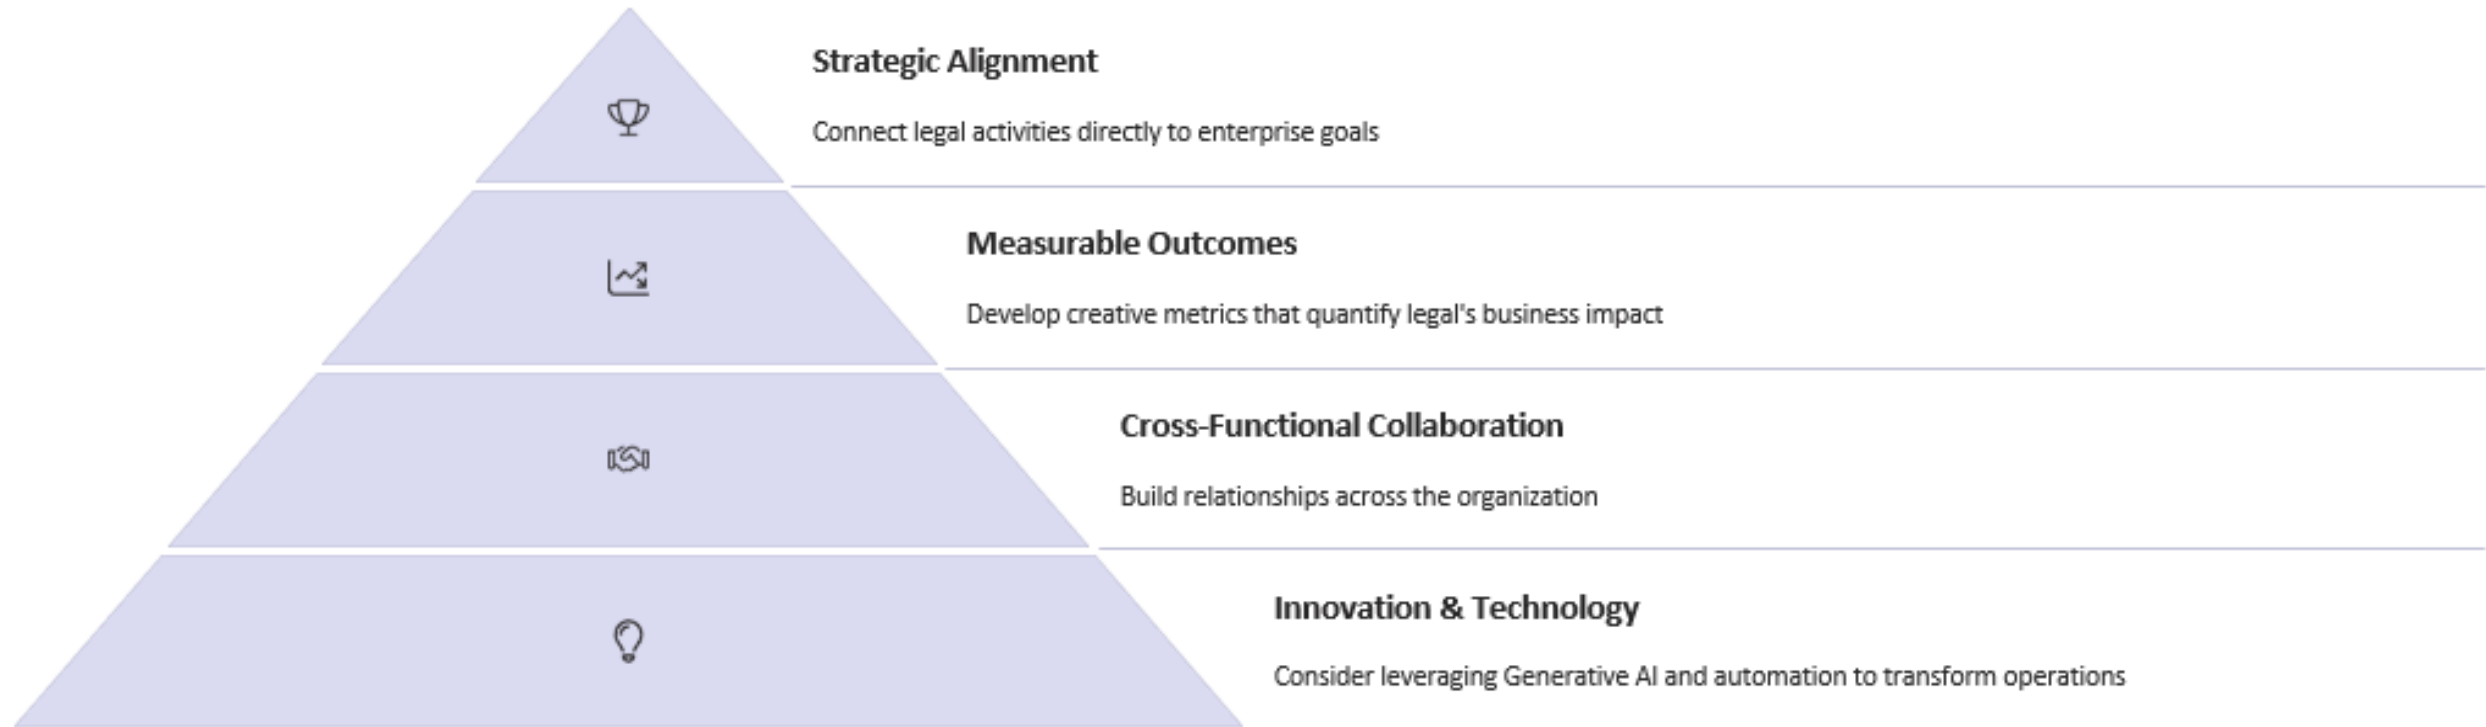 Strategic Alignment
Connect legal activities directly to enterprise goals
Measurable Outcomes
Develop creative metrics that quantify legal's business impact
Cross-Functional Collaboration
Build relationships across the organization
Innovation & Technology
Consider leveraging Generative AI and automation to transform operations